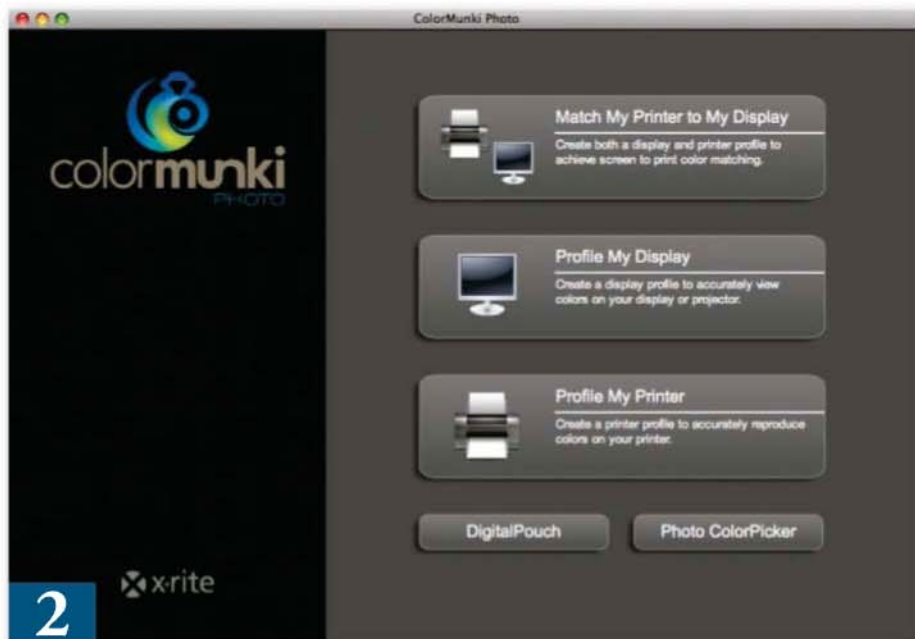 ColorMunki Photo
colormunki
PHOTO
Match My Printer to My Display
Create both a display and printer profile to
achieve screen to print color matching.
Profile My Display
Create a display profile to accurately view
colors on your display or projector.
Profile My Printer
Create a printer profile to accurately reproduce
colors on your printer.
DigitalPouch
Photo ColorPicker
x·rite
2